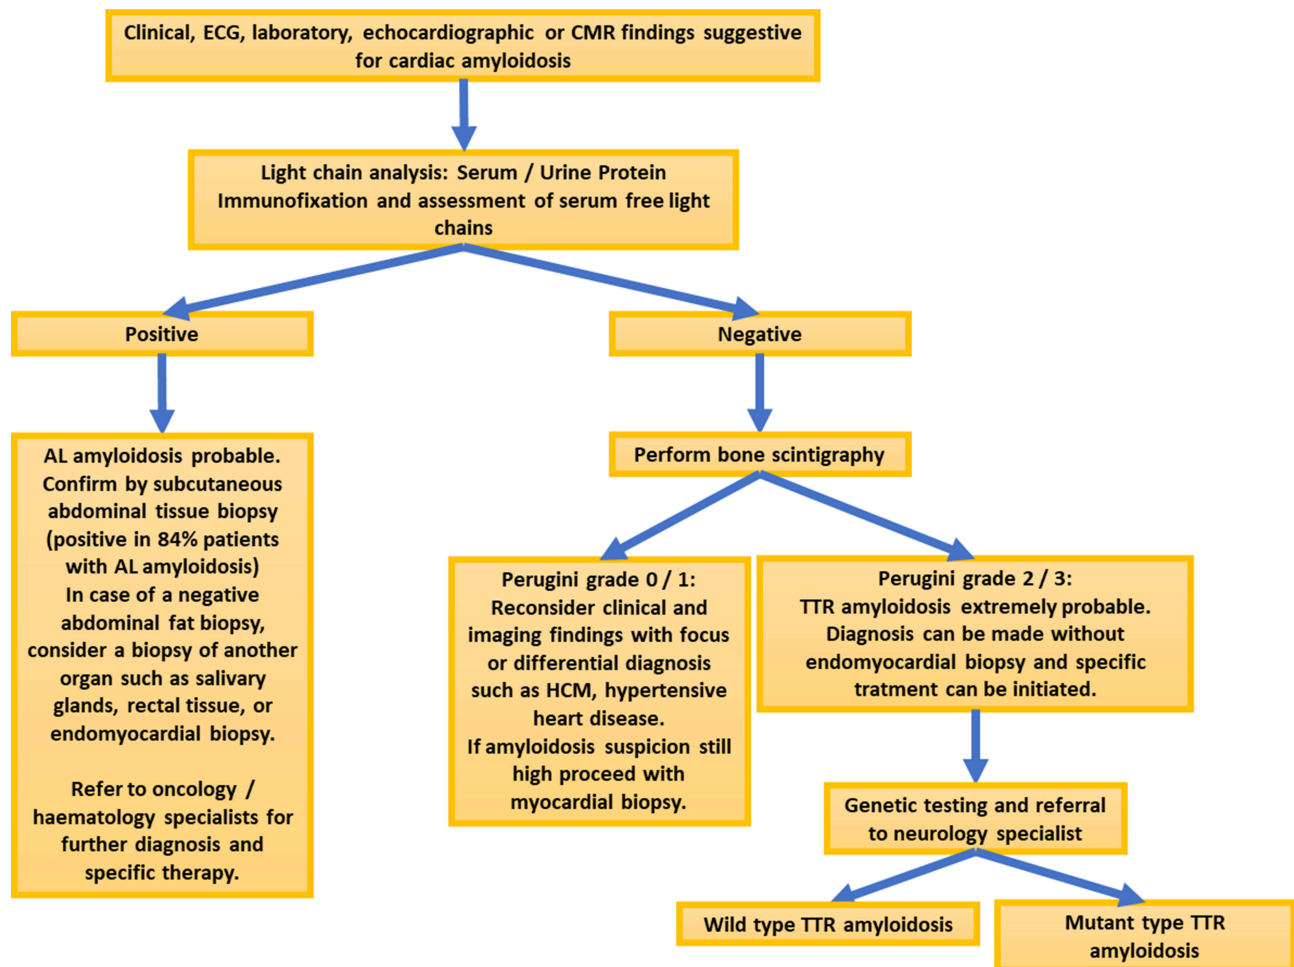 Clinical, ECG, laboratory, echocardiographic or CMR findings suggestive
for cardiac amyloidosis
Light chain analysis: Serum / Urine Protein
Immunofixation and assessment of serum free light
chains
Positive
Negative
AL amyloidosis probable.
Confirm by subcutaneous
abdominal tissue biopsy
(positive in 84% patients
with AL amyloidosis)
In case of a negative
abdominal fat biopsy,
consider a biopsy of another
organ such as salivary
glands, rectal tissue, or
endomyocardial biopsy.
Refer to oncology /
haematology specialists for
further diagnosis and
specific therapy.
Perform bone scintigraphy
Perugini grade 0 / 1:
Reconsider clinical and
imaging findings with focus
or differential diagnosis
such as HCM, hypertensive
heart disease.
If amyloidosis suspicion still
high proceed with
myocardial biopsy.
Perugini grade 2 / 3:
TTR amyloidosis extremely probable.
Diagnosis can be made without
endomyocardial biopsy and specific
tratment can be initiated.
Genetic testing and referral
to neurology specialist
Wild type TTR amyloidosis
Mutant type TTR
amyloidosis